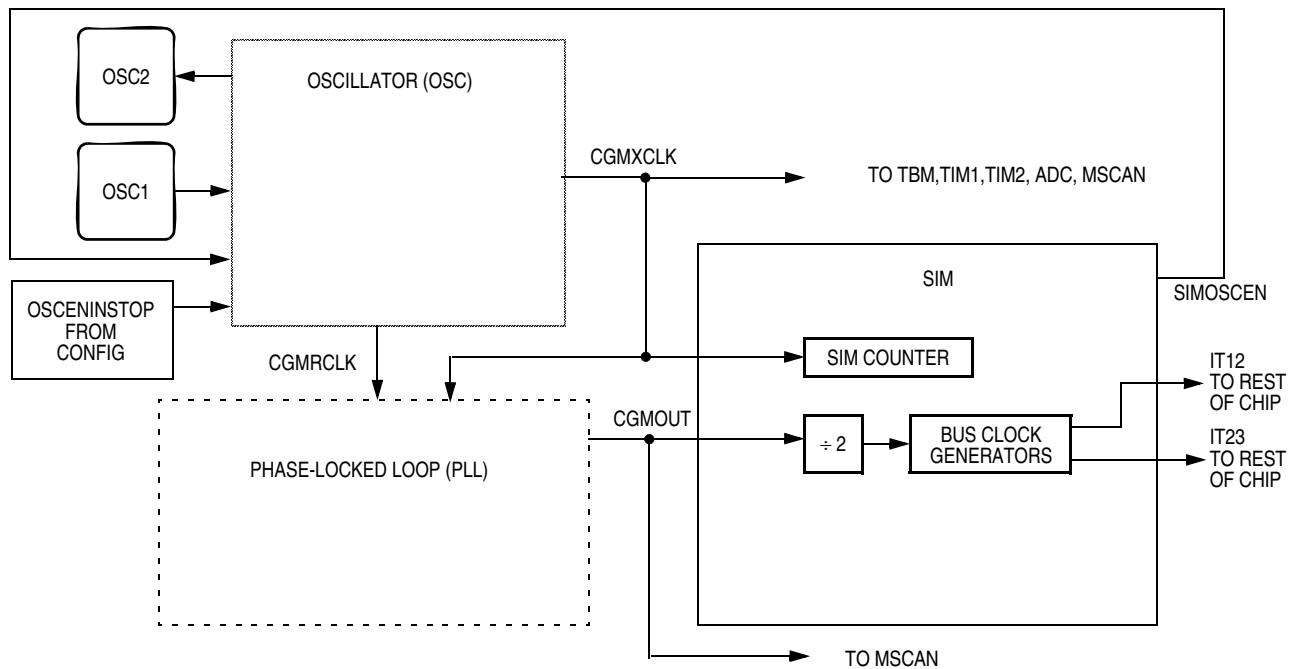 OSC2
OSCILLATOR (OSC)
CGMXCLK
TO TBM,TIM1,TIM2, ADC, MSCAN
OSC1
SIM
SIMOSCEN
OSCENINSTOP
FROM
CONFIG
CGMRCLK
SIM COUNTER
IT12
TO REST
OF CHIP
CGMOUT
÷ 2
BUS CLOCK
GENERATORS
IT23
TO REST
OF CHIP
PHASE-LOCKED LOOP (PLL)
TO MSCAN